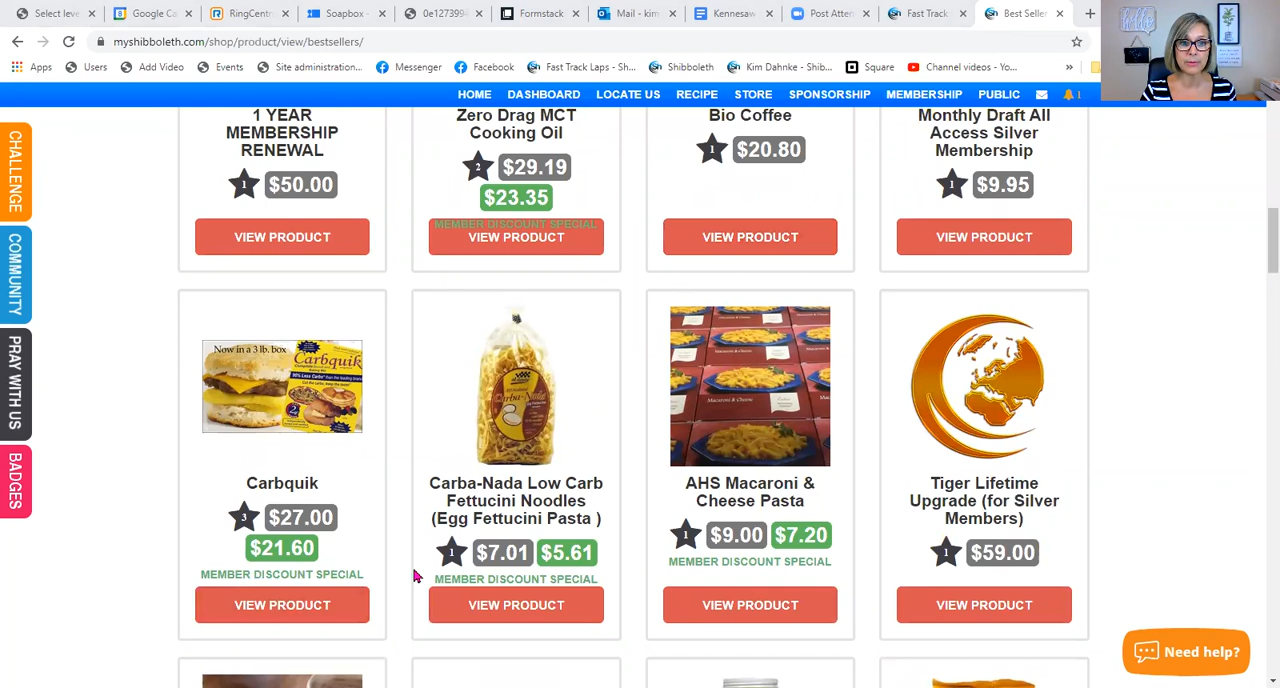 Select leve
Google Ca
RingCentr
Soapbox -
0e127399
Formstack
Mail - kim
Kennesaw
Post Atten
Fast Track
Best Seller
myshibboleth.com/shop/product/view/bestsellers/
Apps
Users
Add Video
Events
Site administration...
Messenger
Fast Track Laps - Sh...
Shibboleth
Kim Dahnke - Shib...
Square
Channel videos - Yo...
»
HOME
DASHBOARD
LOCATE US
RECIPE
STORE
SPONSORSHIP
MEMBERSHIP
PUBLIC
1
CHALLENGE
COMMUNITY
PRAY WITH US
BADGES
1 YEAR
MEMBERSHIP
RENEWAL
1 $50.00
VIEW PRODUCT
Zero Drag MCT
Cooking Oil
2 $29.19
$23.35
MEMBER DISCOUNT SPECIAL
VIEW PRODUCT
Bio Coffee
1 $20.80
VIEW PRODUCT
Monthly Draft All
Access Silver
Membership
1 $9.95
VIEW PRODUCT
Now in a 3 lb. box
Carbquik
Carbquik
3 $27.00
$21.60
MEMBER DISCOUNT SPECIAL
VIEW PRODUCT
Carba-Nada
Carba-Nada Low Carb
Fettucini Noodles
(Egg Fettucini Pasta )
1 $7.01 $5.61
MEMBER DISCOUNT SPECIAL
VIEW PRODUCT
Macaroni & Cheese
AHS Macaroni &
Cheese Pasta
1 $9.00 $7.20
MEMBER DISCOUNT SPECIAL
VIEW PRODUCT
Tiger Lifetime
Upgrade (for Silver
Members)
1 $59.00
VIEW PRODUCT
Need help?